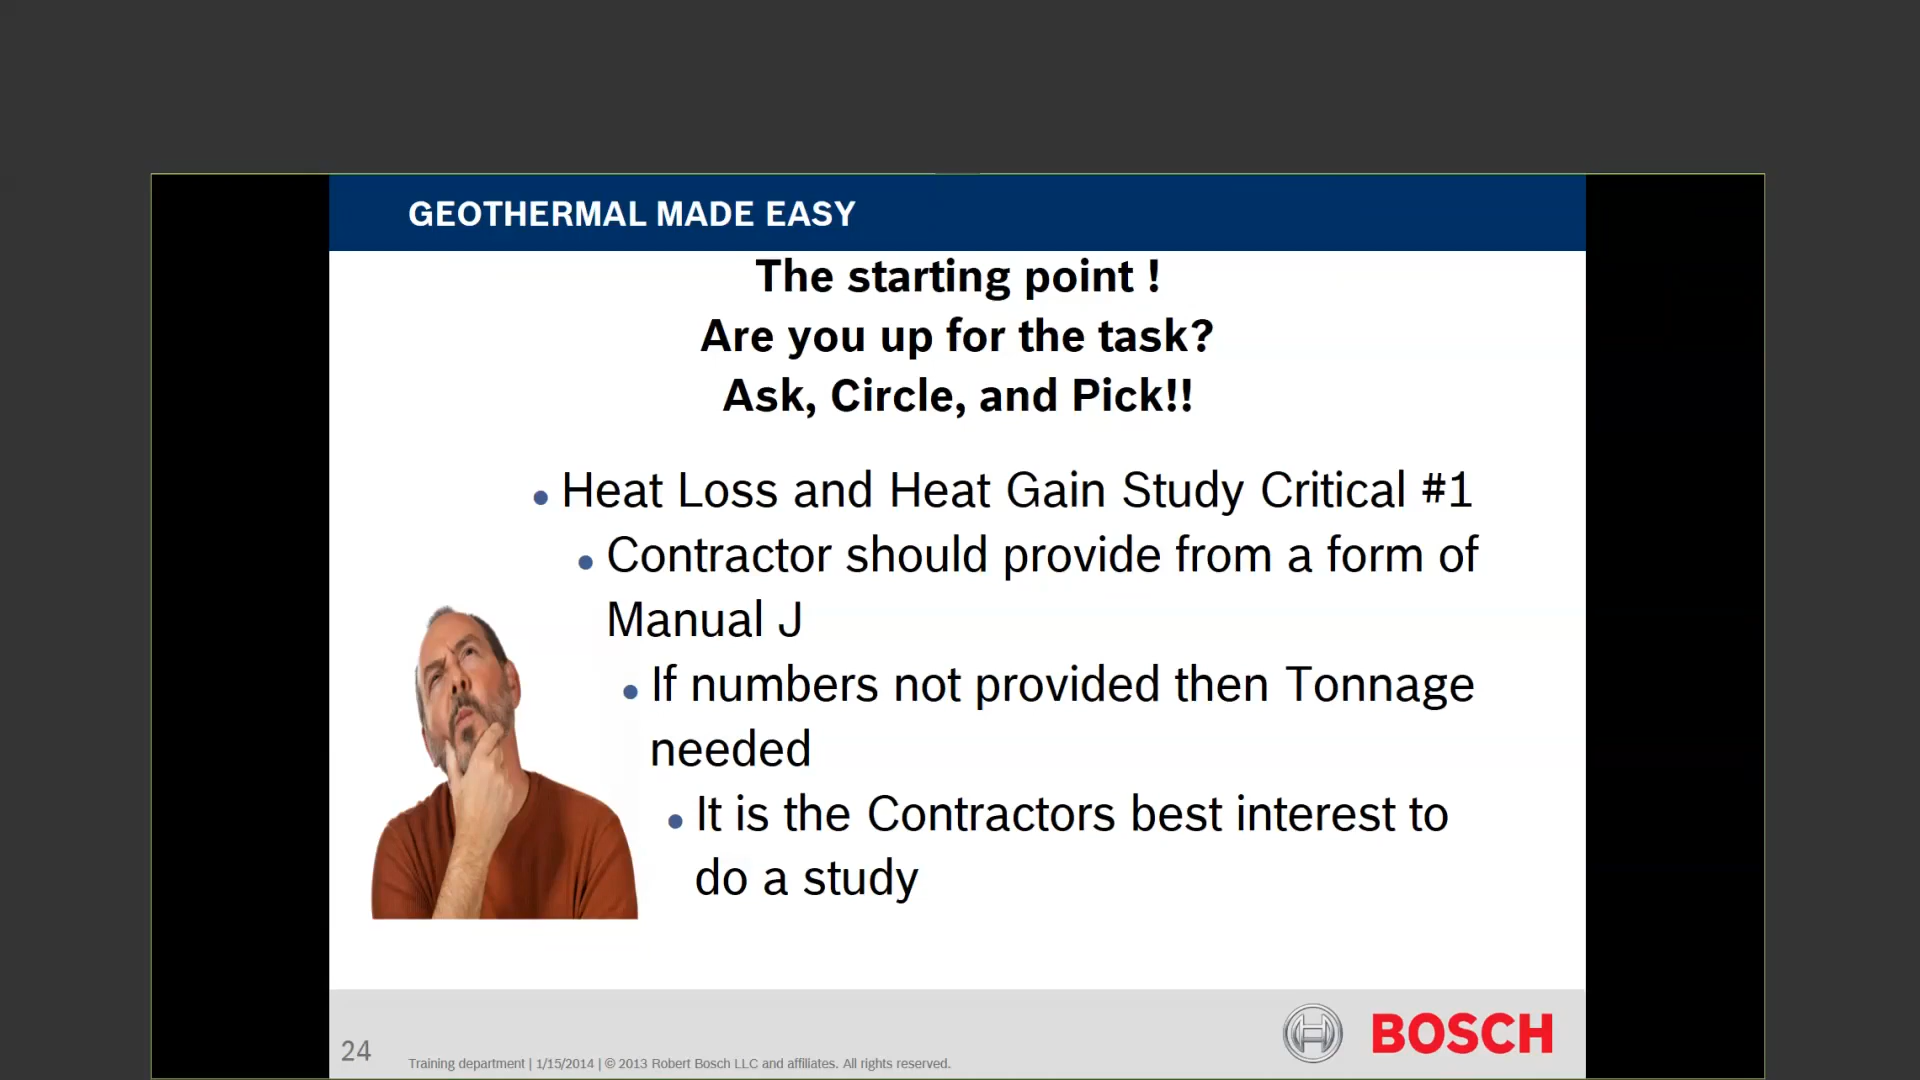 GEOTHERMAL MADE EASY
The starting point !
Are you up for the task?
Ask, Circle, and Pick!!
• Heat Loss and Heat Gain Study Critical #1
• Contractor should provide from a form of
Manual J
• If numbers not provided then Tonnage
needed
• It is the Contractors best interest to
do a study
24
Training department | 1/15/2014 | © 2013 Robert Bosch LLC and affiliates. All rights reserved.
BOSCH